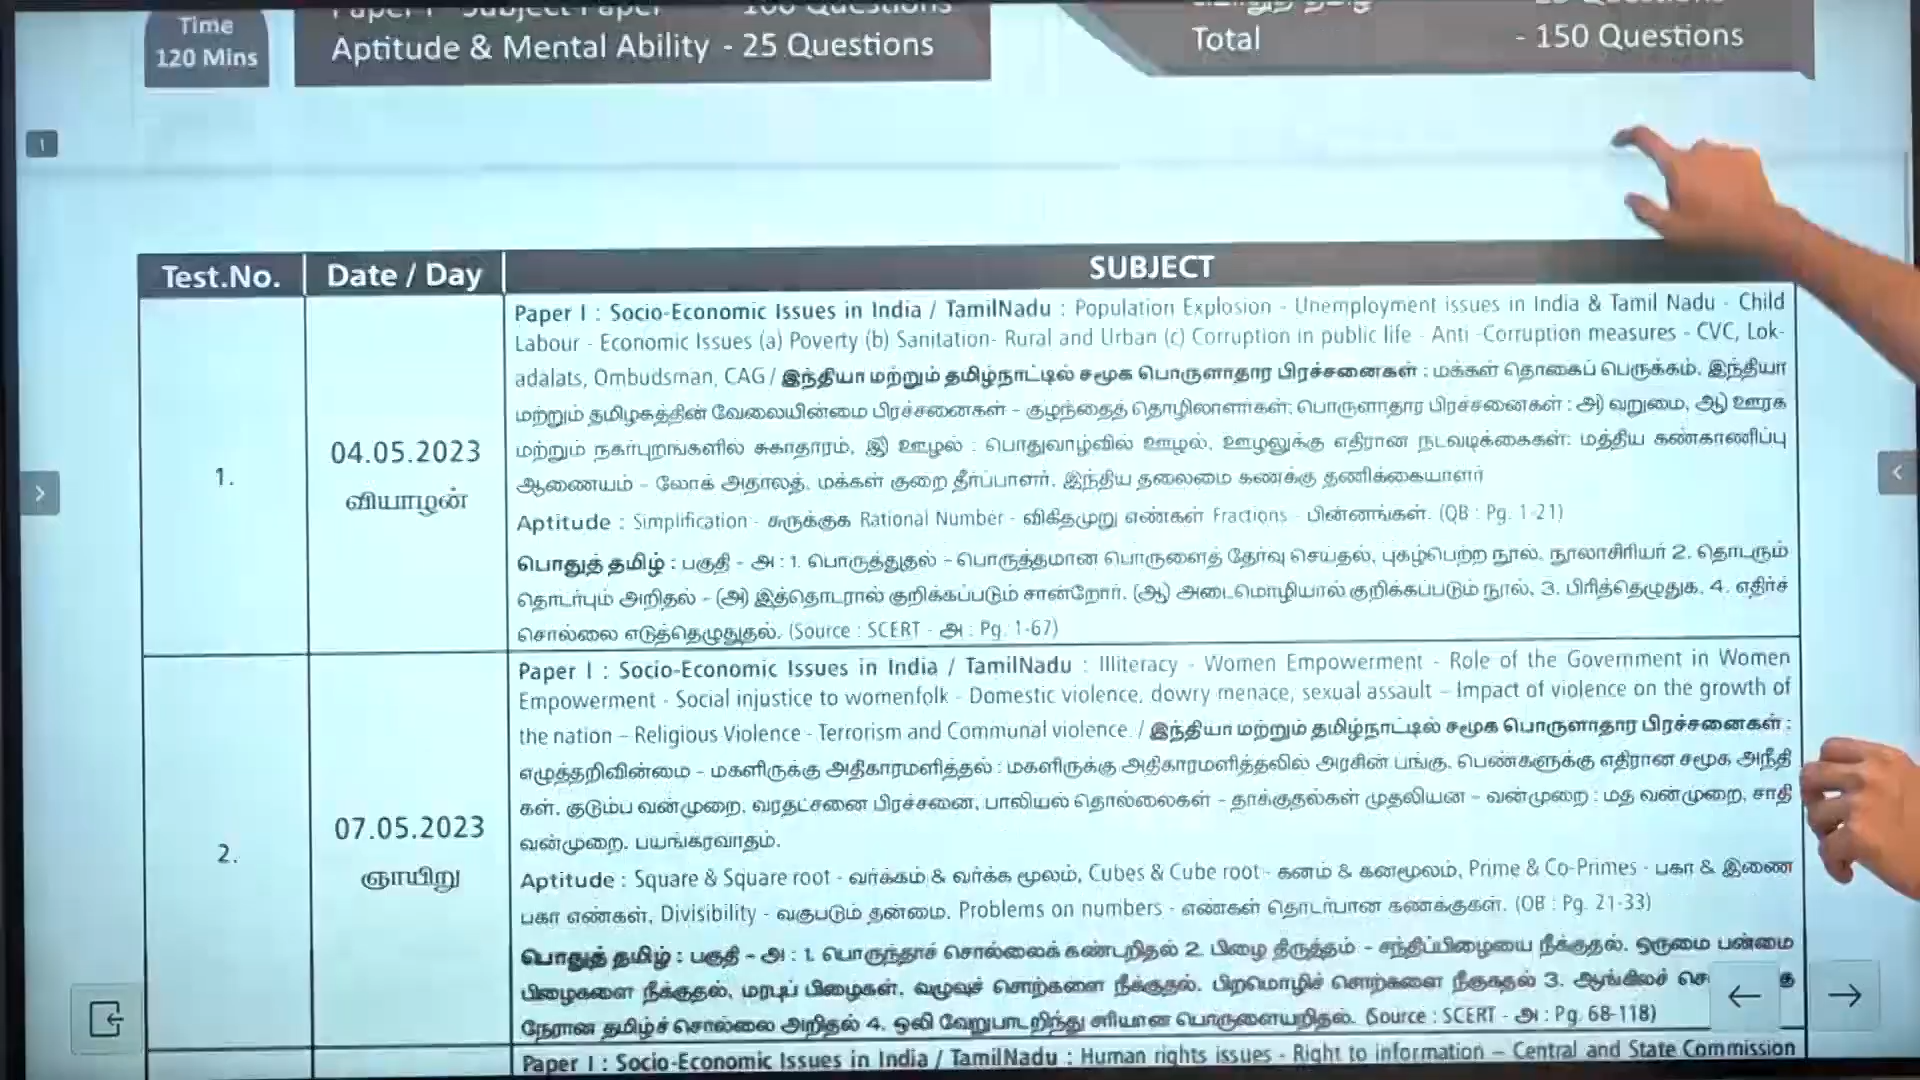 Time
120 Mins
Aptitude & Mental Ability - 25 Questions
Total - 150 Questions
1
Test.No. Date / Day SUBJECT
Paper I : Socio-Economic Issues in India / TamilNadu : Population Explosion - Unemployment issues in India & Tamil Nadu - Child
Labour - Economic Issues (a) Poverty (b) Sanitation- Rural and Urban (c) Corruption in public life - Anti -Corruption measures - CVC, Lok-
adalats, Ombudsman, CAG / இந்தியா மற்றும் தமிழ்நாட்டில் சமூக பொருளாதார பிரச்சனைகள் : மக்கள் தொகைப் பெருக்கம், இந்தியா
மற்றும் தமிழகத்தின் வேலையின்மை பிரச்சனைகள் – குழந்தைத் தொழிலாளர்கள்; பொருளாதார பிரச்சனைகள் : அ) வறுமை, ஆ) ஊரக
மற்றும் நகர்புறங்களில் சுகாதாரம், இ) ஊழல் : பொதுவாழ்வில் ஊழல், ஊழலுக்கு எதிரான நடவடிக்கைகள்: மத்திய கண்காணிப்பு
ஆணையம் – லோக் அதாலத், மக்கள் குறை தீர்ப்பாளர், இந்திய தலைமை கணக்கு தணிக்கையாளர்
1. 04.05.2023
வியாழன்
Aptitude : Simplification - சுருக்குக Rational Number - விகிதமுறு எண்கள் Fractions - பின்னங்கள். (QB : Pg. 1-21)
பொதுத் தமிழ் : பகுதி – அ : 1. பொருத்துதல் – பொருத்தமான பொருளைத் தேர்வு செய்தல், புகழ்பெற்ற நூல், நூலாசிரியர் 2. தொடரும்
தொடர்பும் அறிதல் – (அ) இத்தொடரால் குறிக்கப்படும் சான்றோர், (ஆ) அடைமொழியால் குறிக்கப்படும் நூல், 3. பிரித்தெழுதுக, 4. எதிர்ச்
சொல்லை எடுத்தெழுதுதல். (Source : SCERT - அ : Pg. 1-67)
Paper I : Socio-Economic Issues in India / TamilNadu : Illiteracy - Women Empowerment - Role of the Government in Women
Empowerment - Social injustice to womenfolk - Domestic violence, dowry menace, sexual assault – Impact of violence on the growth of
the nation – Religious Violence - Terrorism and Communal violence. / இந்தியா மற்றும் தமிழ்நாட்டில் சமூக பொருளாதார பிரச்சனைகள் :
எழுத்தறிவின்மை – மகளிருக்கு அதிகாரமளித்தல் : மகளிருக்கு அதிகாரமளித்தலில் அரசின் பங்கு, பெண்களுக்கு எதிரான சமூக அநீதி
கள், குடும்ப வன்முறை, வரதட்சனை பிரச்சனை, பாலியல் தொல்லைகள் – தாக்குதல்கள் முதலியன – வன்முறை : மத வன்முறை, சாதி
வன்முறை, பயங்கரவாதம்.
2. 07.05.2023
ஞாயிறு
Aptitude : Square & Square root - வர்க்கம் & வர்க்க மூலம், Cubes & Cube root - கனம் & கனமூலம், Prime & Co-Primes - பகா & இணை
பகா எண்கள், Divisibility - வகுபடும் தன்மை, Problems on numbers - எண்கள் தொடர்பான கணக்குகள். (QB : Pg. 21-33)
பொதுத் தமிழ் : பகுதி – அ : 1. பொருந்தாச் சொல்லைக் கண்டறிதல் 2. பிழை திருத்தம் – சந்திப்பிழையை நீக்குதல், ஒருமை பன்மை
பிழைகளை நீக்குதல், மரபுப் பிழைகள், வழுவுச் சொற்களை நீக்குதல், பிறமொழிச் சொற்களை நீக்குதல் 3. ஆங்கிலச்
நேரான தமிழ்ச் சொல்லை அறிதல் 4. ஒலி வேறுபாடறிந்து சரியான பொருளையறிதல். (Source : SCERT - அ : Pg. 68-118)
Paper I : Socio-Economic Issues in India / TamilNadu : Human rights issues - Right to information – Central and State Commission